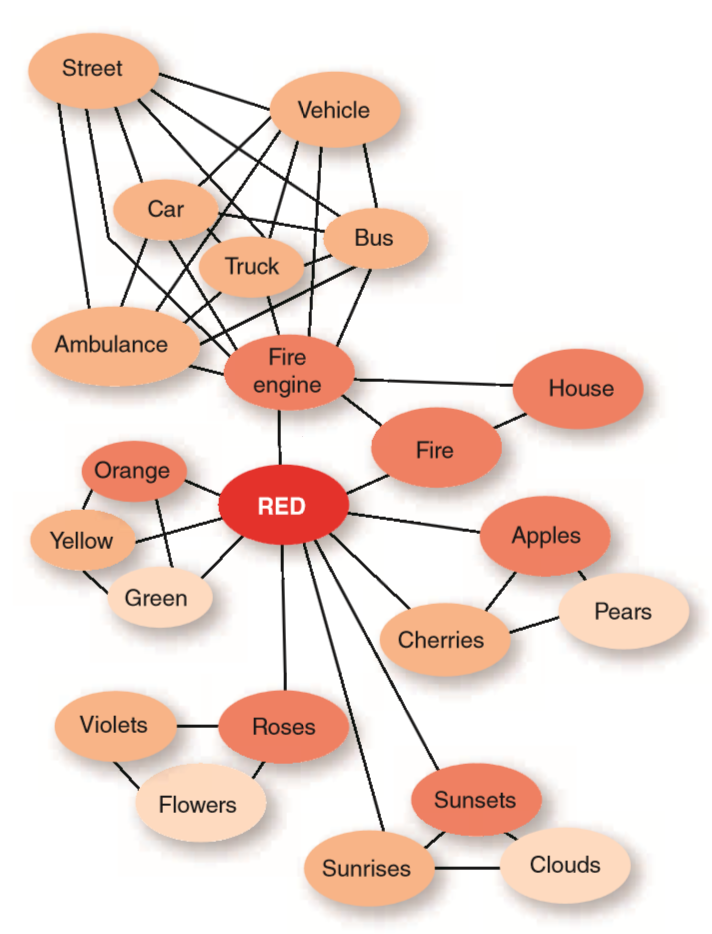 Street
Vehicle
Car
Bus
Truck
Ambulance
Fire
engine
House
Fire
Orange
RED
Yellow
Apples
Green
Pears
Cherries
Violets
Roses
Flowers
Sunsets
Sunrises
Clouds